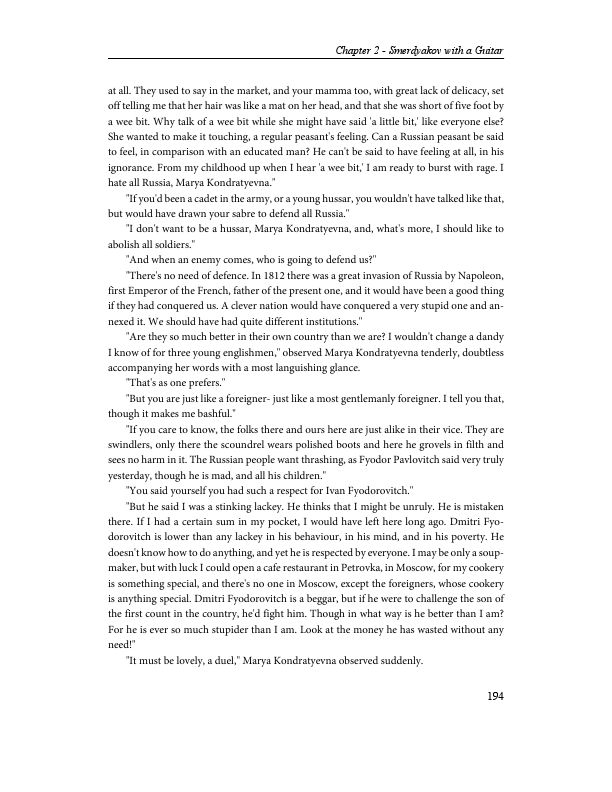 Chapter 2 - Smerdyakov with a Guitar
at all. They used to say in the market, and your mamma too, with great lack of delicacy, set
off telling me that her hair was like a mat on her head, and that she was short of five foot by
a wee bit. Why talk of a wee bit while she might have said 'a little bit,' like everyone else?
She wanted to make it touching, a regular peasant's feeling. Can a Russian peasant be said
to feel, in comparison with an educated man? He can't be said to have feeling at all, in his
ignorance. From my childhood up when I hear 'a wee bit,' I am ready to burst with rage. I
hate all Russia, Marya Kondratyevna."
"If you'd been a cadet in the army, or a young hussar, you wouldn't have talked like that,
but would have drawn your sabre to defend all Russia."
"I don't want to be a hussar, Marya Kondratyevna, and, what's more, I should like to
abolish all soldiers."
"And when an enemy comes, who is going to defend us?"
"There's no need of defence. In 1812 there was a great invasion of Russia by Napoleon,
first Emperor of the French, father of the present one, and it would have been a good thing
if they had conquered us. A clever nation would have conquered a very stupid one and an-
nexed it. We should have had quite different institutions."
"Are they so much better in their own country than we are? I wouldn't change a dandy
I know of for three young englishmen," observed Marya Kondratyevna tenderly, doubtless
accompanying her words with a most languishing glance.
"That's as one prefers."
"But you are just like a foreigner- just like a most gentlemanly foreigner. I tell you that,
though it makes me bashful."
"If you care to know, the folks there and ours here are just alike in their vice. They are
swindlers, only there the scoundrel wears polished boots and here he grovels in filth and
sees no harm in it. The Russian people want thrashing, as Fyodor Pavlovitch said very truly
yesterday, though he is mad, and all his children."
"You said yourself you had such a respect for Ivan Fyodorovitch."
"But he said I was a stinking lackey. He thinks that I might be unruly. He is mistaken
there. If I had a certain sum in my pocket, I would have left here long ago. Dmitri Fyo-
dorovitch is lower than any lackey in his behaviour, in his mind, and in his poverty. He
doesn't know how to do anything, and yet he is respected by everyone. I may be only a soup-
maker, but with luck I could open a cafe restaurant in Petrovka, in Moscow, for my cookery
is something special, and there's no one in Moscow, except the foreigners, whose cookery
is anything special. Dmitri Fyodorovitch is a beggar, but if he were to challenge the son of
the first count in the country, he'd fight him. Though in what way is he better than I am?
For he is ever so much stupider than I am. Look at the money he has wasted without any
need!"
"It must be lovely, a duel," Marya Kondratyevna observed suddenly.
194